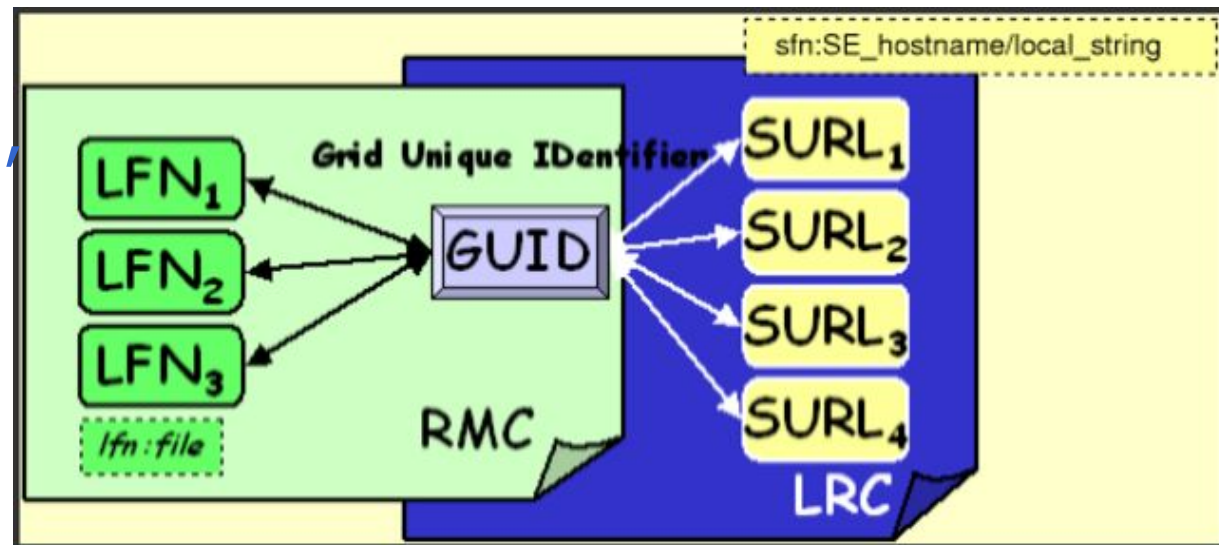 sfn:SE_hostname/local_string
Grid Unique IDentifier
LFN₁
LFN₂
LFN₃
lfn:file
GUID
RMC
SURL₁
SURL₂
SURL₃
SURL₄
LRC